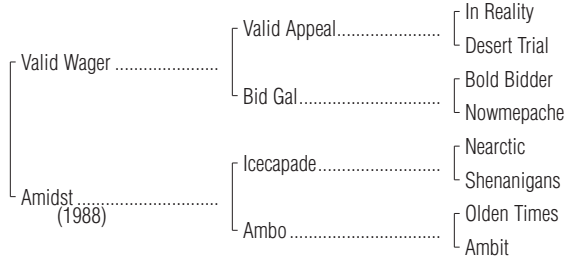 In Reality
Valid Appeal..........................
Desert Trial
Valid Wager ......................
Bold Bidder
Bid Gal...................................
Nowmepache
Nearctic
Icecapade..............................
Shenanigans
Amidst..............................
(1988)
Olden Times
Ambo.....................................
Ambit